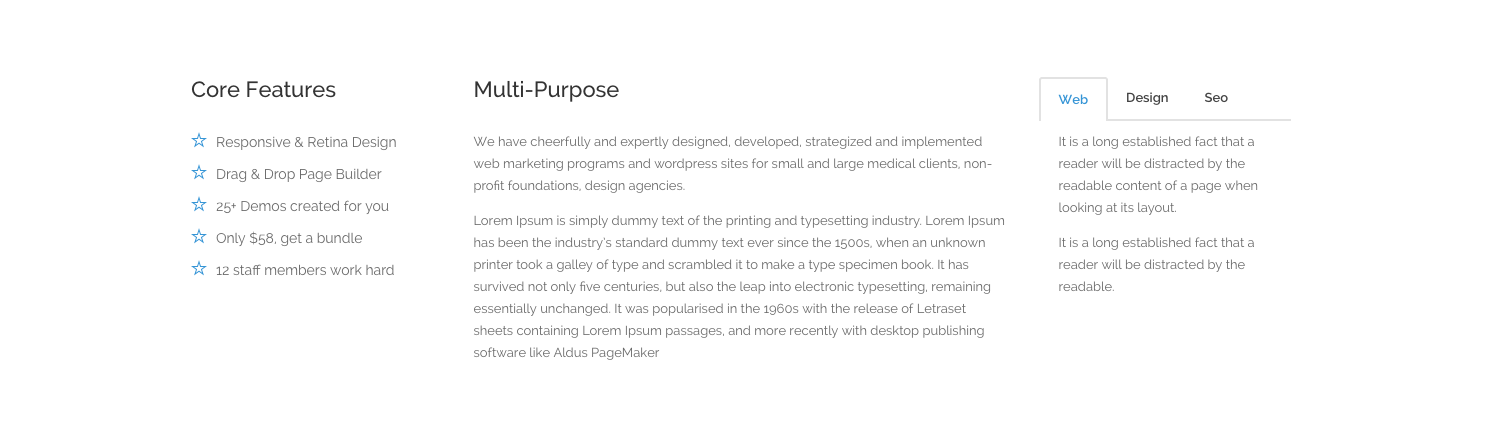 Core Features
Responsive & Retina Design
Drag & Drop Page Builder
25+ Demos created for you
Only $58, get a bundle
12 staff members work hard
Multi-Purpose
We have cheerfully and expertly designed, developed, strategized and implemented
web marketing programs and wordpress sites for small and large medical clients, non-
profit foundations, design agencies.
Lorem Ipsum is simply dummy text of the printing and typesetting industry. Lorem Ipsum
has been the industry's standard dummy text ever since the 1500s, when an unknown
printer took a galley of type and scrambled it to make a type specimen book. It has
survived not only five centuries, but also the leap into electronic typesetting, remaining
essentially unchanged. It was popularised in the 1960s with the release of Letraset
sheets containing Lorem Ipsum passages, and more recently with desktop publishing
software like Aldus PageMaker
Web Design Seo
It is a long established fact that a
reader will be distracted by the
readable content of a page when
looking at its layout.
It is a long established fact that a
reader will be distracted by the
readable.